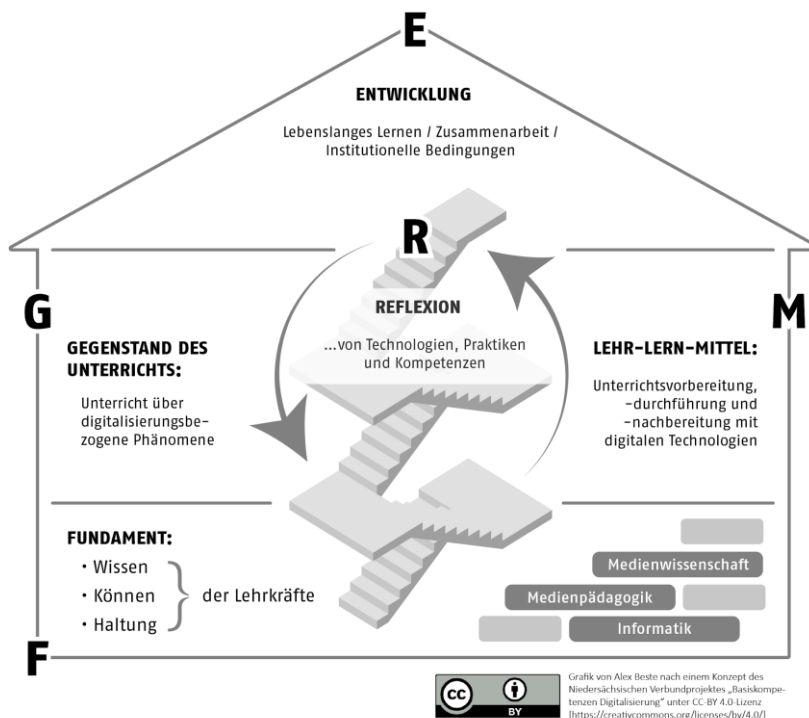 E
ENTWICKLUNG
Lebenslanges Lernen / Zusammenarbeit /
Institutionelle Bedingungen
R
REFLEXION
...von Technologien, Praktiken
und Kompetenzen
G
GEGENSTAND DES
UNTERRICHTS:
Unterricht über
digitalisierungsbe-
zogene Phänomene
M
LEHR-LERN-MITTEL:
Unterrichtsvorbereitung,
-durchführung und
-nachbereitung mit
digitalen Technologien
FUNDAMENT:
• Wissen
• Können
• Haltung
der Lehrkräfte
Medienwissenschaft
Medienpädagogik
Informatik
F
cc
BY
Grafik von Alex Beste nach einem Konzept des
Niedersächsischen Verbundprojektes „Basiskompe-
tenzen Digitalisierung" unter CC-BY 4.0-Lizenz
[https://creativcommons.org/licenses/by/4.0/]